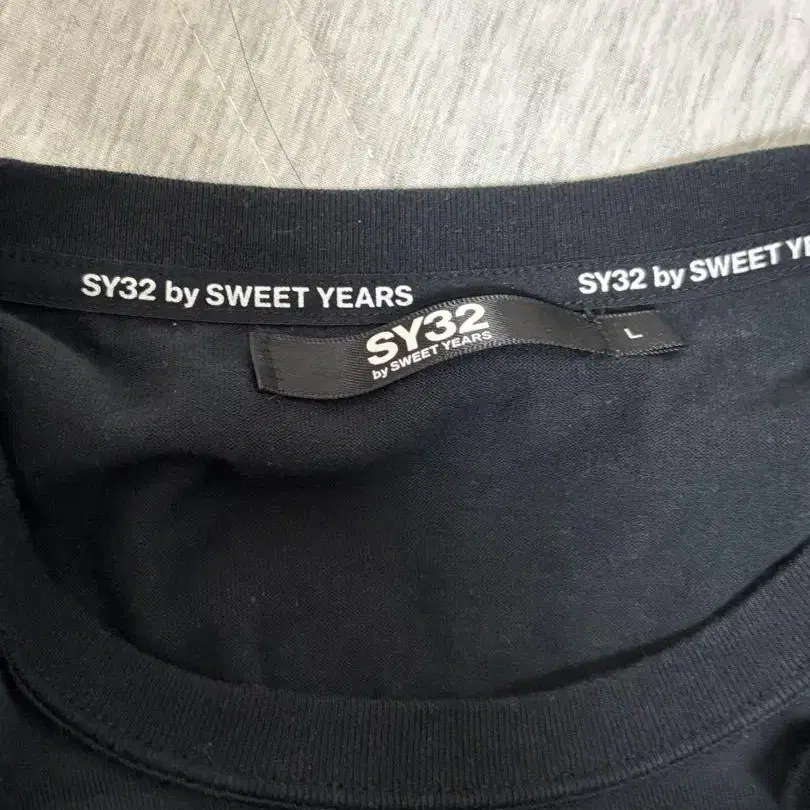 SY32 by SWEET YEARS
SY32 by SWEET YE
SY32
by SWEET YEARS
L